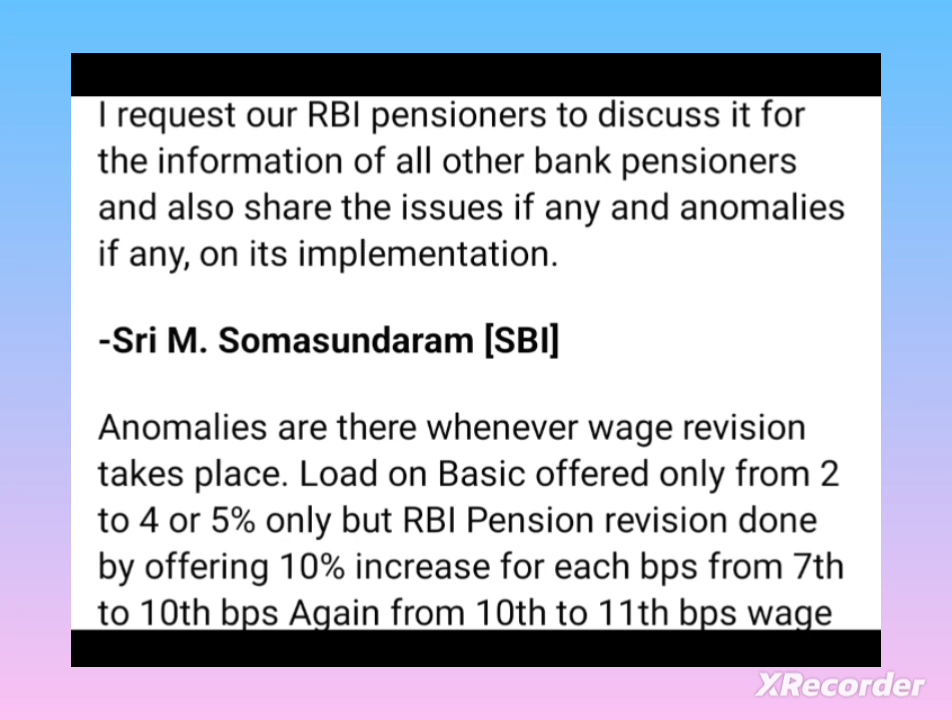 I request our RBI pensioners to discuss it for
the information of all other bank pensioners
and also share the issues if any and anomalies
if any, on its implementation.
-Sri M. Somasundaram [SBI]
Anomalies are there whenever wage revision
takes place. Load on Basic offered only from 2
to 4 or 5% only but RBI Pension revision done
by offering 10% increase for each bps from 7th
to 10th bps Again from 10th to 11th bps wage
XRecorder